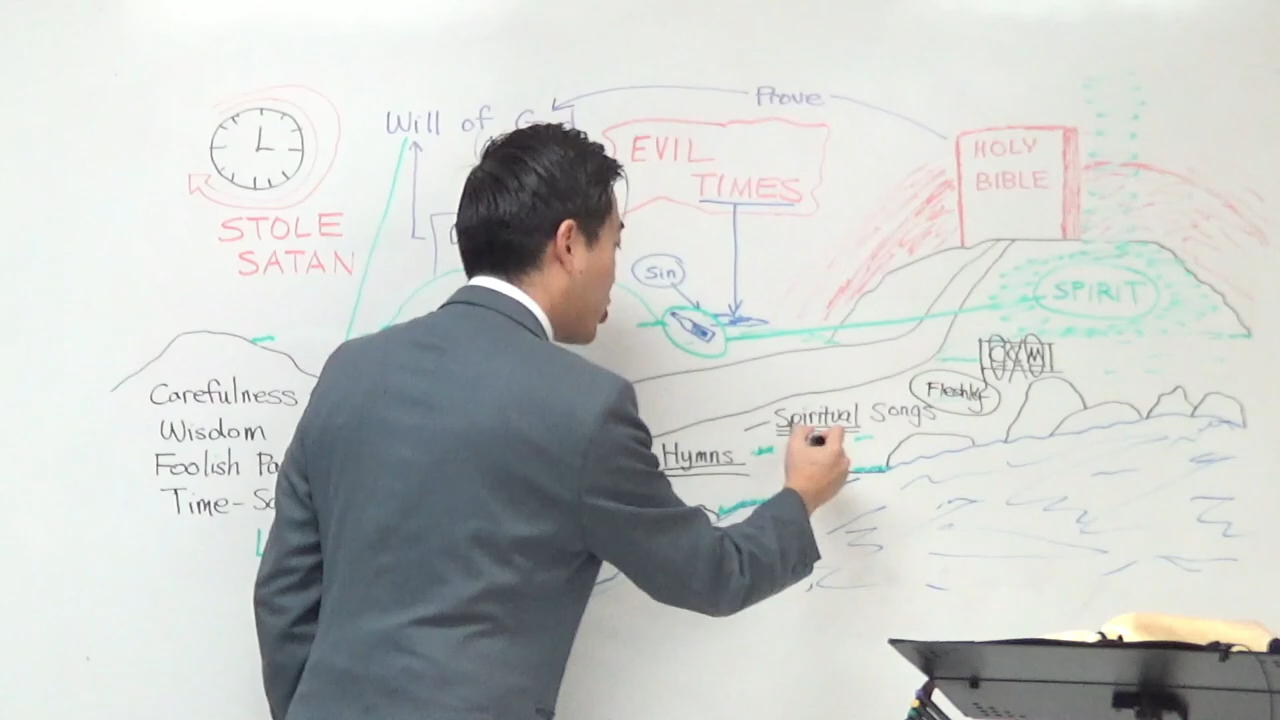 Prove
Will of God
EVIL
TIMES
HOLY
BIBLE
STOLE
SATAN
Sin
SPIRIT
Fleshly
Carefulness
Wisdom
Foolish
Time-
Spiritual Songs
Hymns